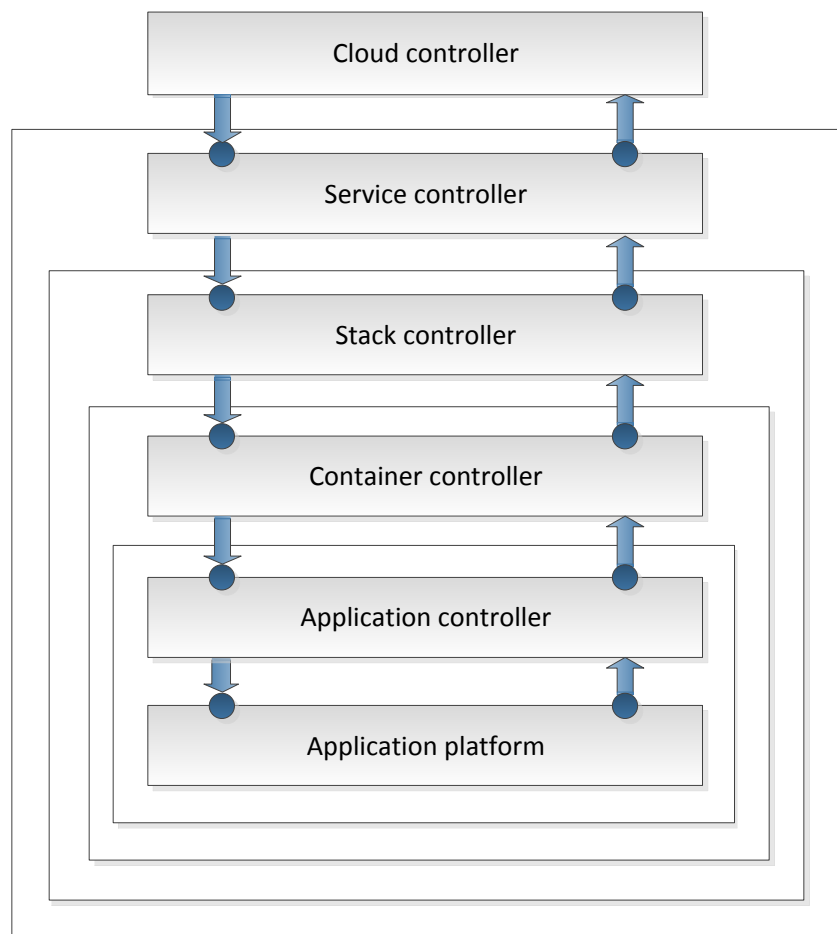 Cloud controller
Service controller
Stack controller
Container controller
Application controller
Application platform